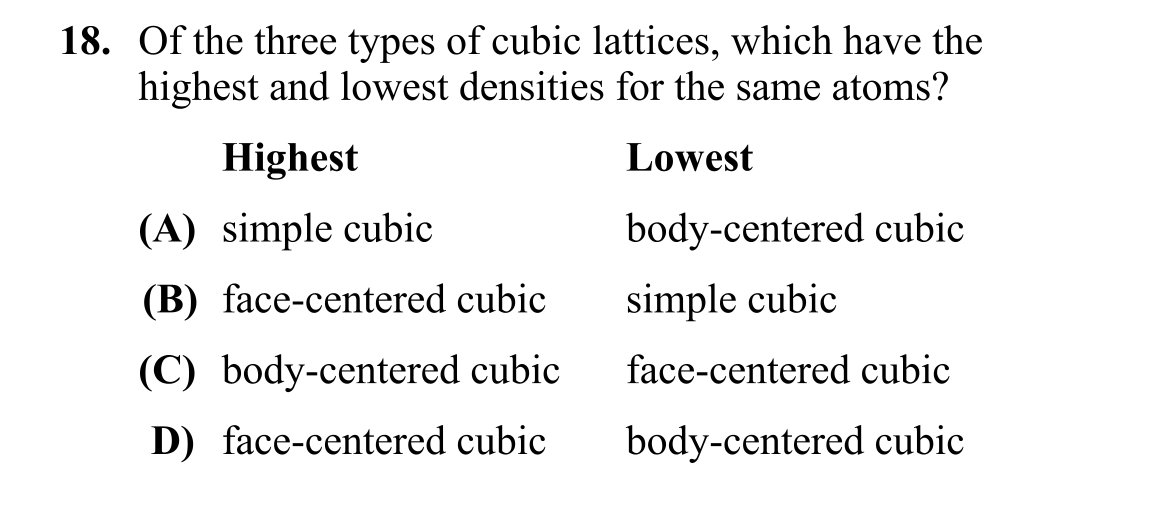 18. Of the three types of cubic lattices, which have the
highest and lowest densities for the same atoms?
Highest Lowest
(A) simple cubic body-centered cubic
(B) face-centered cubic simple cubic
(C) body-centered cubic face-centered cubic
D) face-centered cubic body-centered cubic